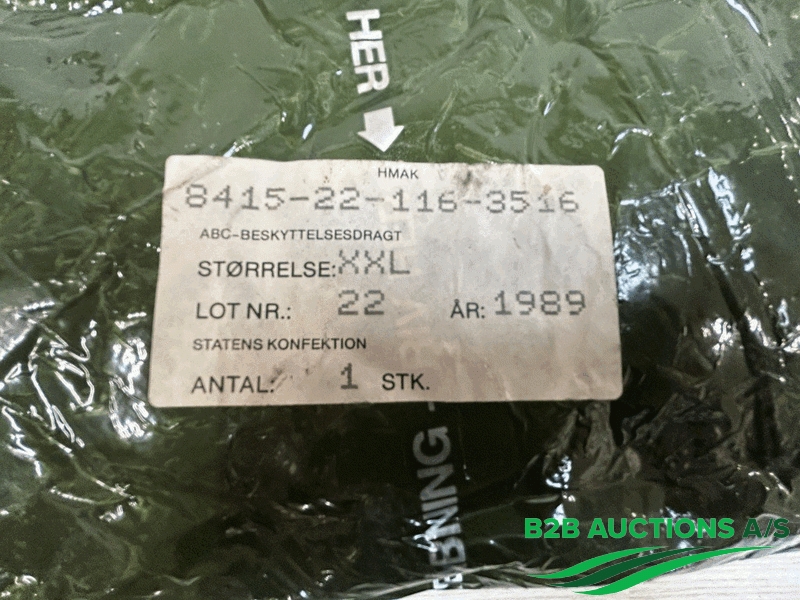 HER
HMAK
8415-22-116-3516
ABC-BESKYTTELSESDRAGT
STØRRELSE: XXL
LOT NR.: 22 ÅR: 1989
STATENS KONFEKTION
ANTAL: 1 STK.
B2B AUCTIONS A/S